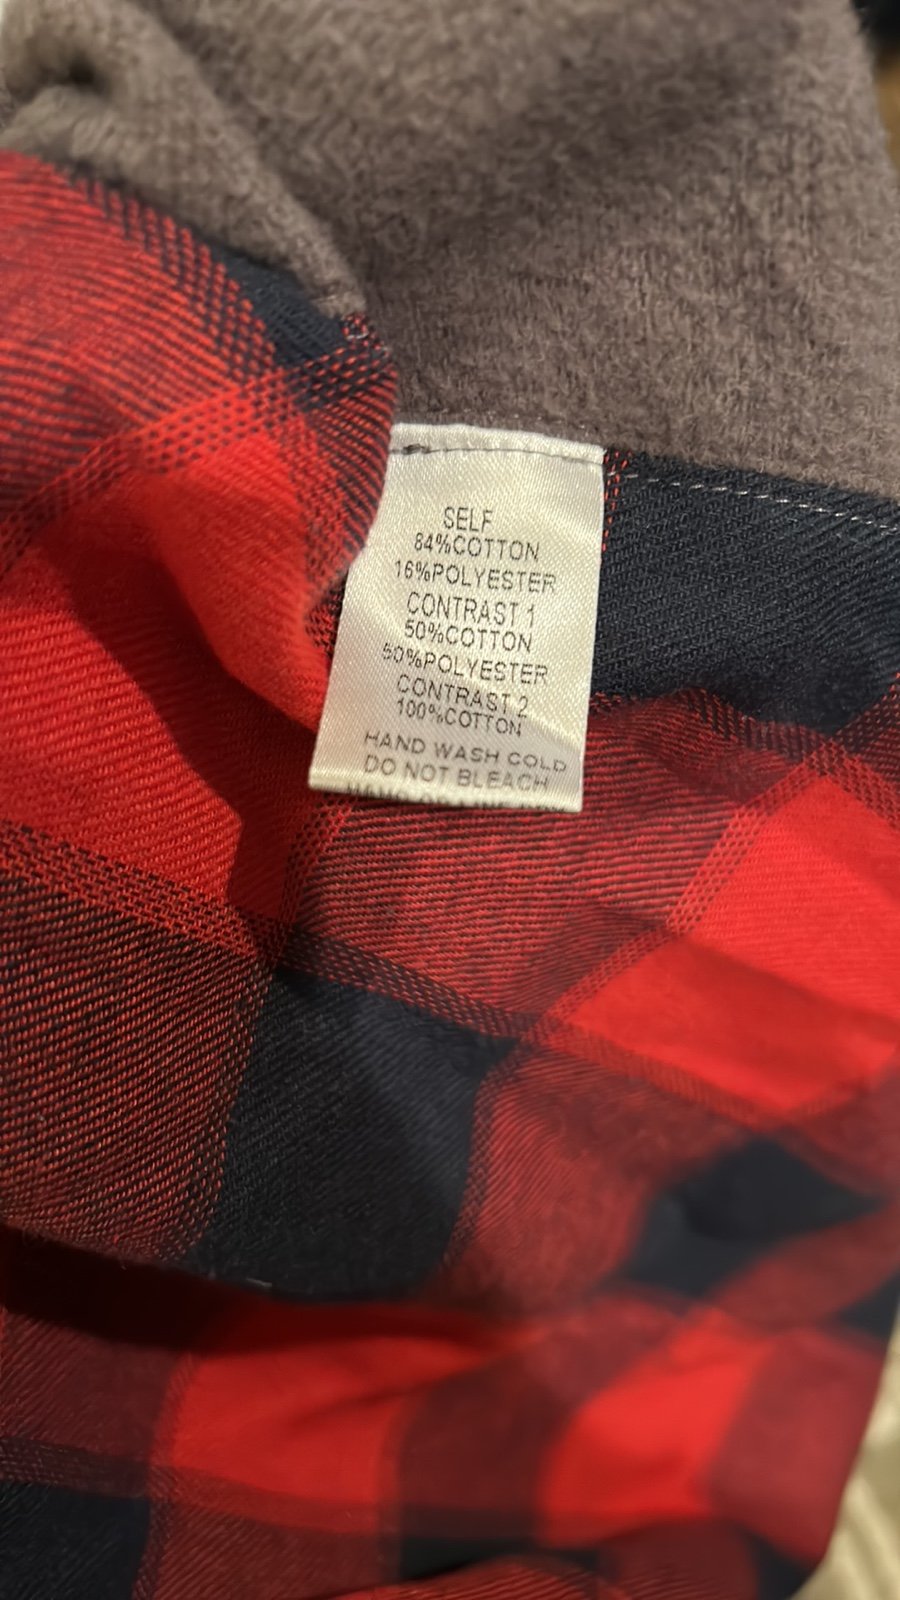 SELF
84%COTTON
16%POLYESTER
CONTRAST 1
50%COTTON
50%POLYESTER
CONTRAST 2
100%COTTON
HAND WASH COLD
DO NOT BLEACH